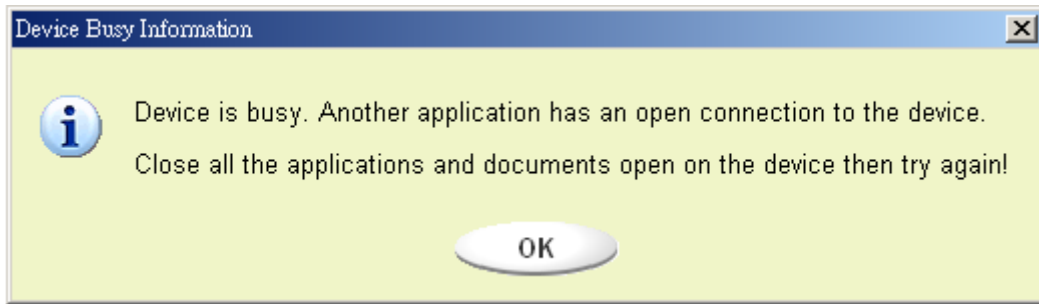 Device Busy Information
Device is busy. Another application has an open connection to the device.
Close all the applications and documents open on the device then try again!
OK